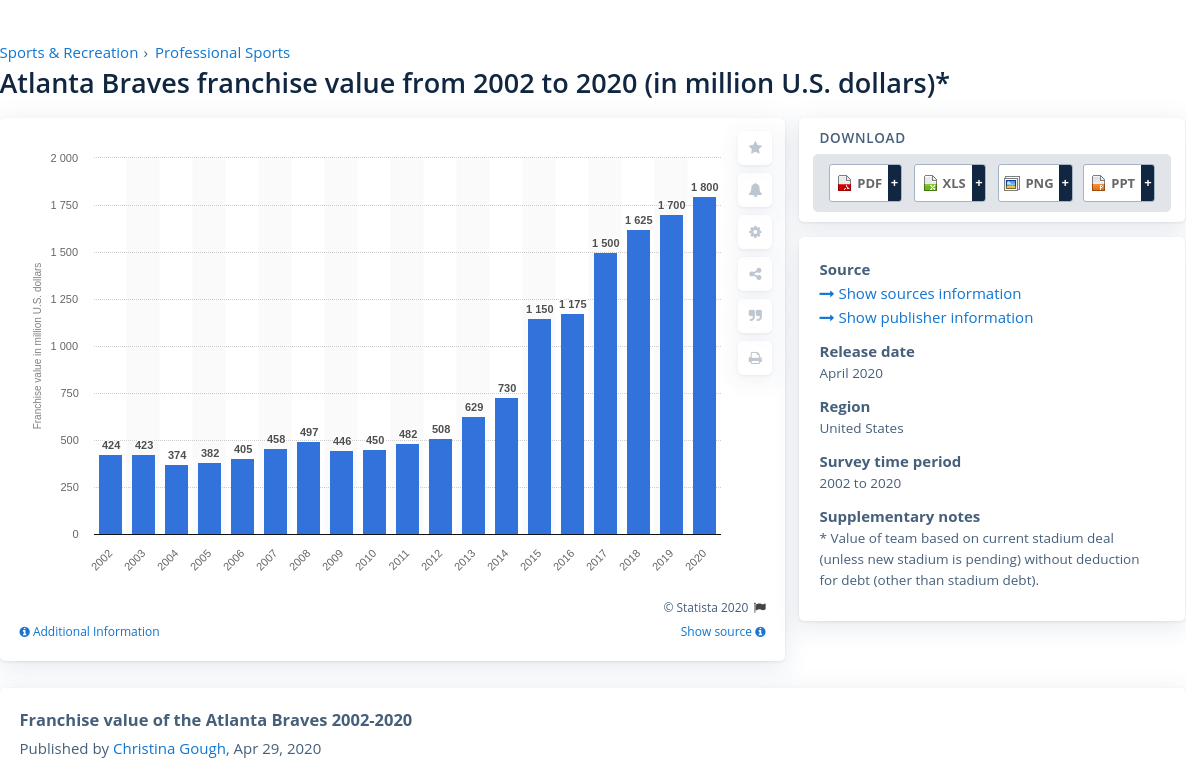 Sports & Recreation › Professional Sports
Atlanta Braves franchise value from 2002 to 2020 (in million U.S. dollars)*
Franchise value in million U.S. dollars
2 000
1 750
1 500
1 250
1 000
750
500
250
0
424
423
374
382
405
458
497
446
450
482
508
629
730
1 150
1 175
1 500
1 625
1 700
1 800
2002
2003
2004
2005
2006
2007
2008
2009
2010
2011
2012
2013
2014
2015
2016
2017
2018
2019
2020
© Statista 2020
Additional Information
Show source
DOWNLOAD
PDF +
XLS +
PNG +
PPT +
Source
Show sources information
Show publisher information
Release date
April 2020
Region
United States
Survey time period
2002 to 2020
Supplementary notes
* Value of team based on current stadium deal
(unless new stadium is pending) without deduction
for debt (other than stadium debt).
Franchise value of the Atlanta Braves 2002-2020
Published by Christina Gough, Apr 29, 2020